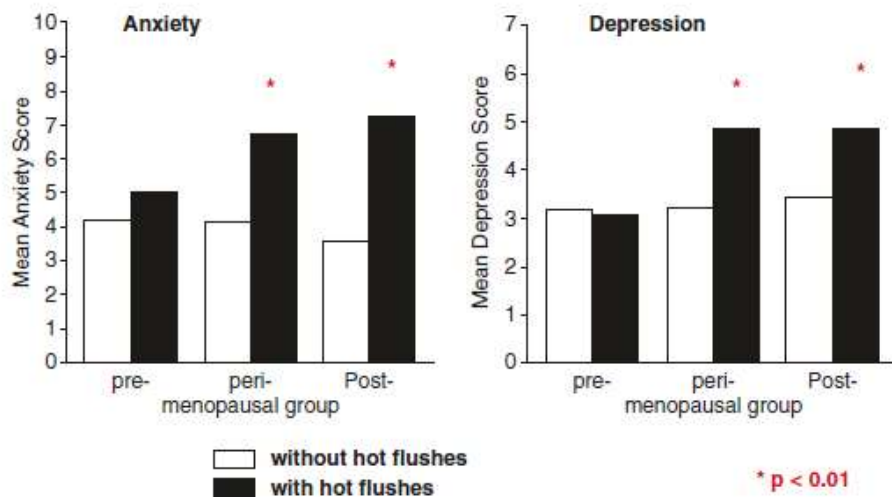 Anxiety
Mean Anxiety Score
10
9
8
7
6
5
4
3
2
1
0
*
*
pre-
peri-
Post-
menopausal group
Depression
Mean Depression Score
7
6
5
4
3
2
1
0
*
*
pre-
peri-
Post-
menopausal group
without hot flushes
with hot flushes
* p < 0.01